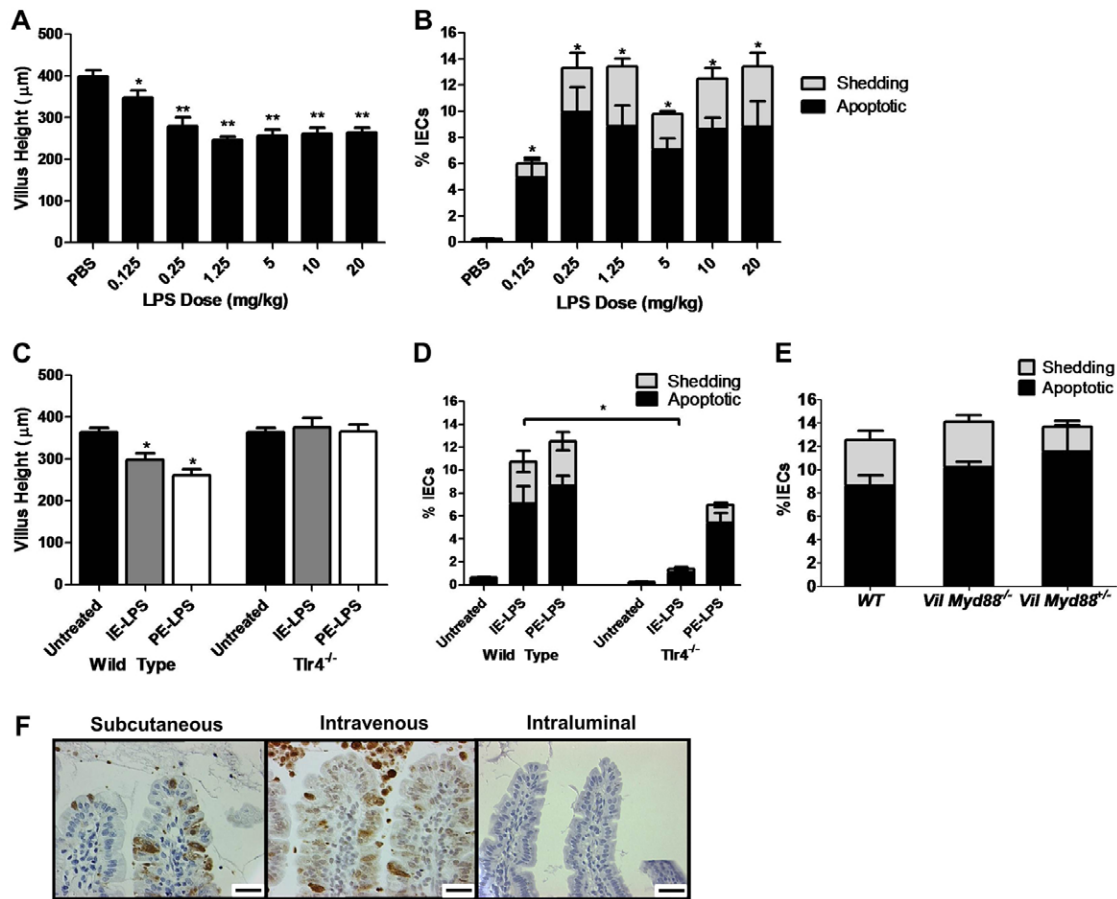 A
Villus Height (μm)
500
400
300
200
100
0
*
**
**
**
**
**
PBS
0.125
0.25
1.25
5
10
20
LPS Dose (mg/kg)
B
% IECs
16
14
12
10
8
6
4
2
0
*
*
*
*
*
*
Shedding
Apoptotic
PBS
0.125
0.25
1.25
5
10
20
LPS Dose (mg/kg)
C
Villus Height (μm)
500
400
300
200
100
0
*
*
Untreated
IE-LPS
PE-LPS
Untreated
IE-LPS
PE-LPS
Wild Type
Tlr4-/-
D
Shedding
Apoptotic
% IECs
16
14
12
10
8
6
4
2
0
*
Untreated
IE-LPS
PE-LPS
Untreated
IE-LPS
PE-LPS
Wild Type
Tlr4-/-
E
Shedding
Apoptotic
%IECs
16
14
12
10
8
6
4
2
0
WT
Vil Myd88-/-
Vil Myd88+/-
F
Subcutaneous
Intravenous
Intraluminal